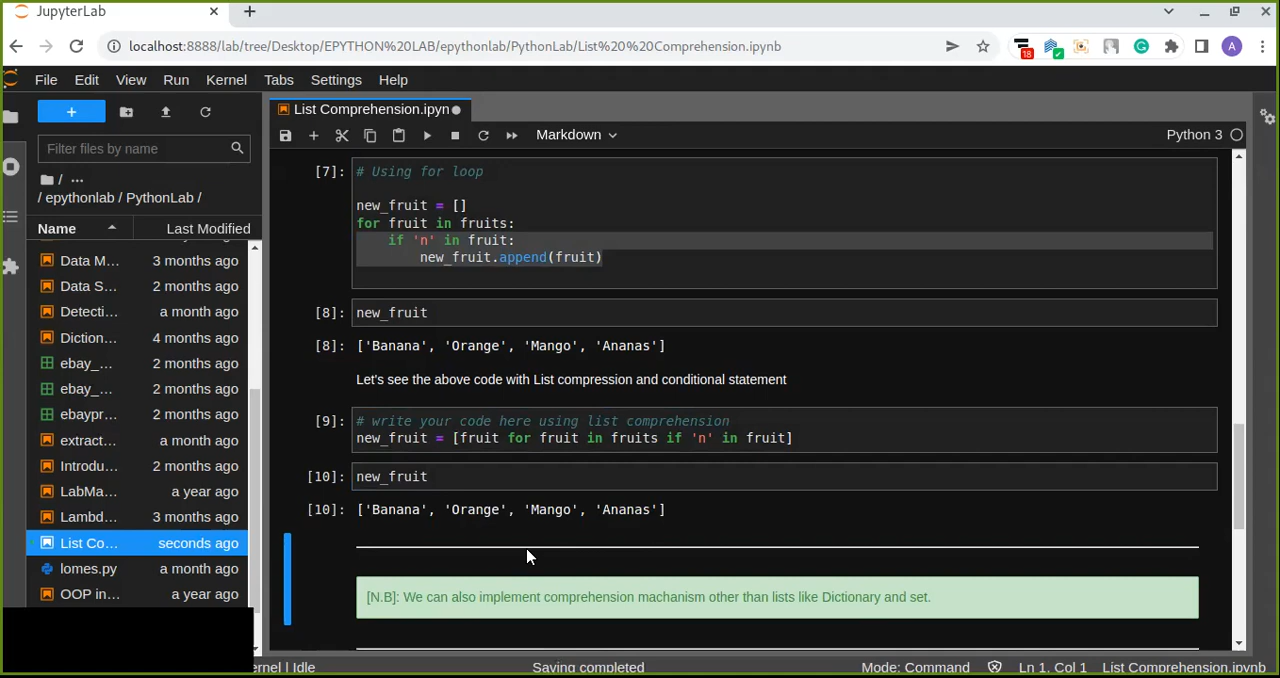 JupyterLab
localhost:8888/lab/tree/Desktop/EPYTHON%20LAB/epythonlab/PythonLab/List%20%20Comprehension.ipynb
18
A
File Edit View Run Kernel Tabs Settings Help
List Comprehension.ipyn
Markdown
Python 3
Filter files by name
/ ...
/ epythonlab / PythonLab /
Name Last Modified
Data M... 3 months ago
Data S... 2 months ago
Detecti... a month ago
Diction... 4 months ago
ebay_... 2 months ago
ebay_... 2 months ago
ebaypr... 2 months ago
extract... a month ago
Introdu... 2 months ago
LabMa... a year ago
Lambd... 3 months ago
List Co... seconds ago
lomes.py a month ago
OOP in... a year ago
[7]: # Using for loop
new_fruit = []
for fruit in fruits:
if 'n' in fruit:
new_fruit.append(fruit)
[8]: new_fruit
[8]: ['Banana', 'Orange', 'Mango', 'Ananas']
Let's see the above code with List compression and conditional statement
[9]: # write your code here using list comprehension
new_fruit = [fruit for fruit in fruits if 'n' in fruit]
[10]: new_fruit
[10]: ['Banana', 'Orange', 'Mango', 'Ananas']
[N.B]: We can also implement comprehension machanism other than lists like Dictionary and set.
ernel | Idle Saving completed Mode: Command Ln 1, Col 1 List Comprehension.ipynb